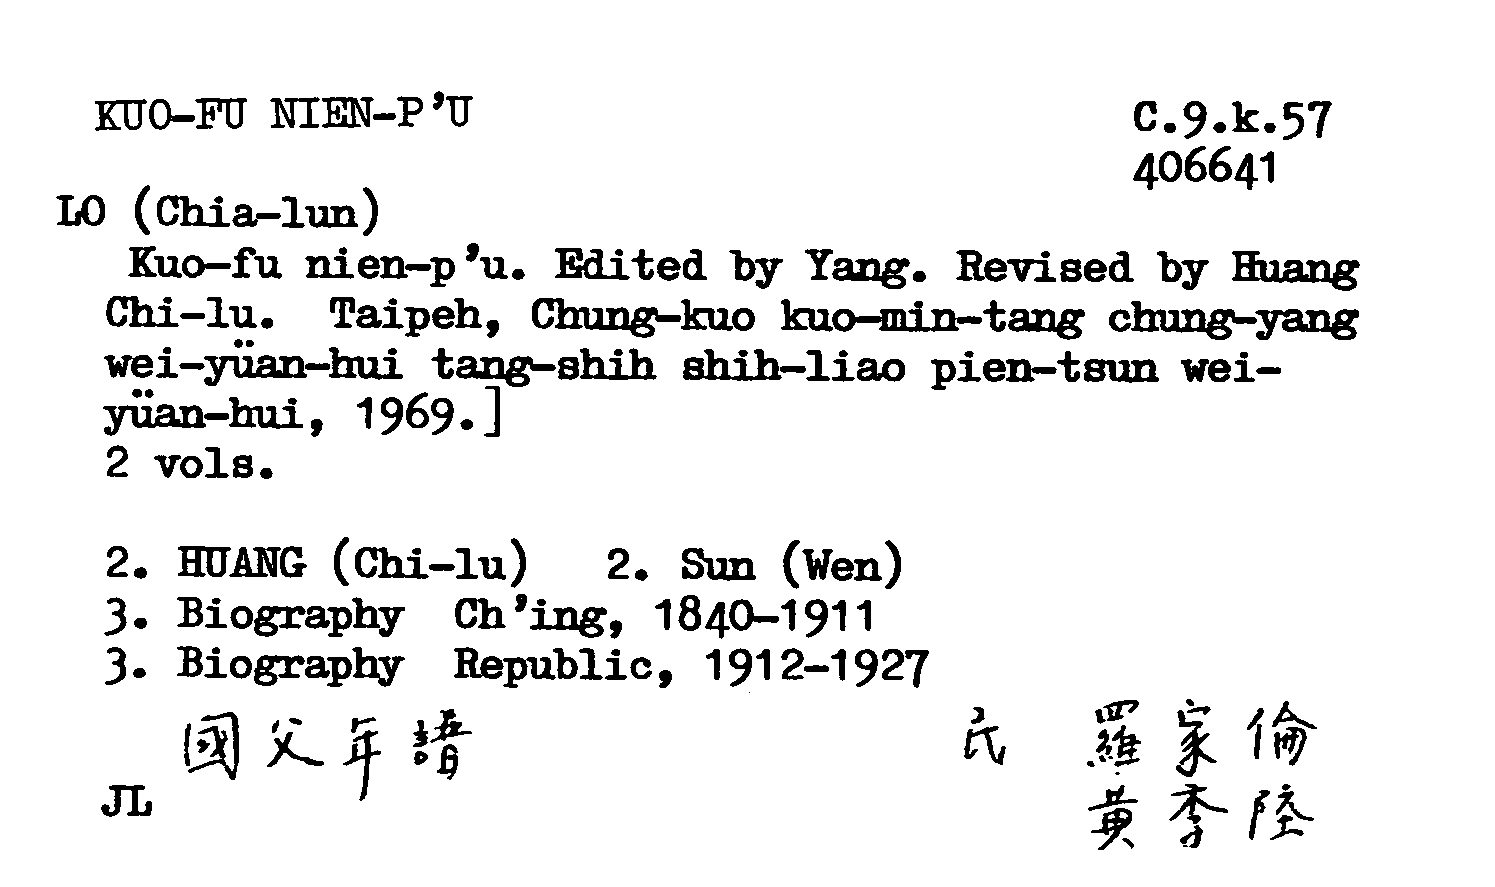 KUO-FU NIEN-P'U
C.9.k.57
406641
LO (Chia-lun)
Kuo-fu nien-p'u. Edited by Yang. Revised by Huang
Chi-lu. Taipeh, Chung-kuo kuo-min-tang chung-yang
wei-yüan-hui tang-shih shih-liao pien-tsun wei-
yüan-hui, 1969.]
2 vols.
2. HUANG (Chi-lu) 2. Sun (Wen)
3. Biography Ch'ing, 1840-1911
3. Biography Republic, 1912-1927
國父年譜 民 羅家倫
黃季陸
JL